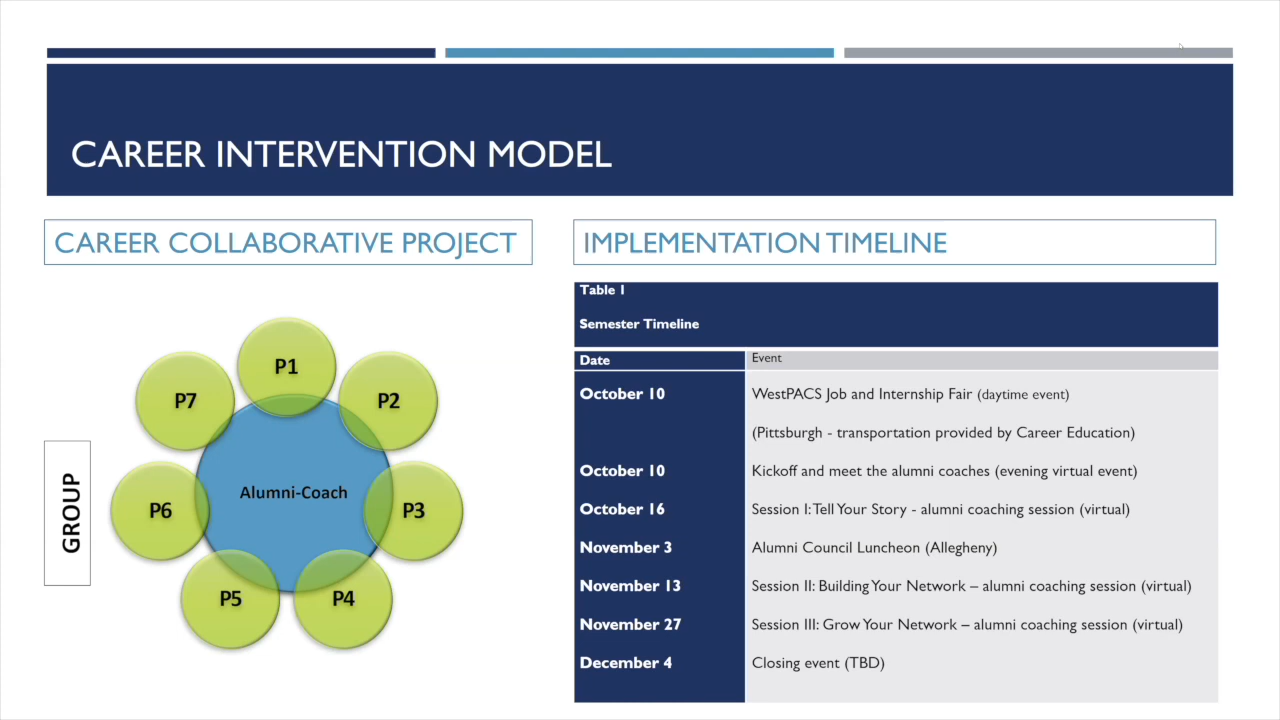 CAREER INTERVENTION MODEL
CAREER COLLABORATIVE PROJECT
GROUP
P1
P2
P3
P4
P5
P6
P7
Alumni-Coach
IMPLEMENTATION TIMELINE
Table 1
Semester Timeline
Date Event
October 10 WestPACS Job and Internship Fair (daytime event)
(Pittsburgh - transportation provided by Career Education)
October 10 Kickoff and meet the alumni coaches (evening virtual event)
October 16 Session I: Tell Your Story - alumni coaching session (virtual)
November 3 Alumni Council Luncheon (Allegheny)
November 13 Session II: Building Your Network – alumni coaching session (virtual)
November 27 Session III: Grow Your Network – alumni coaching session (virtual)
December 4 Closing event (TBD)